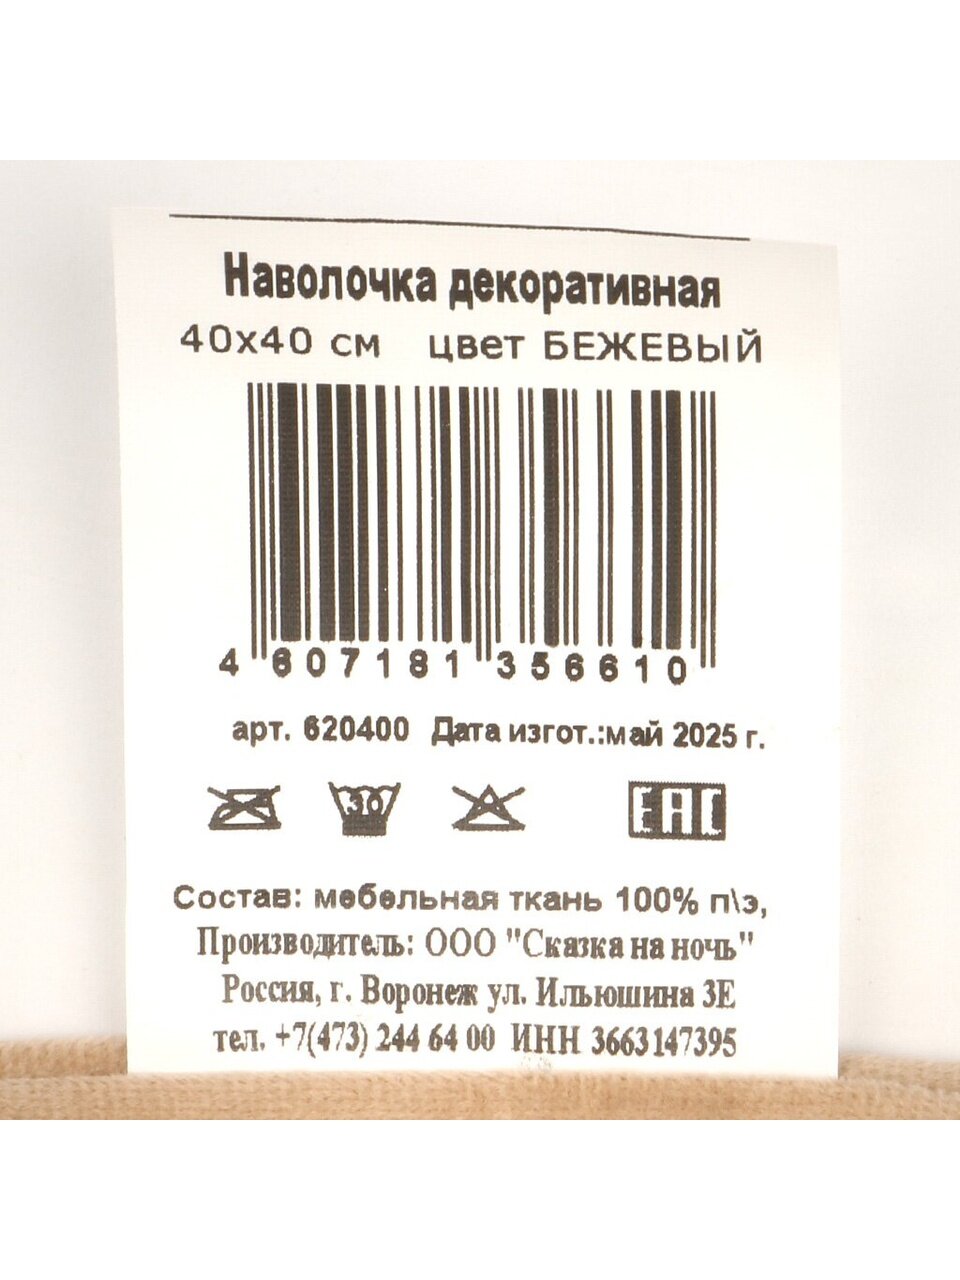 Наволочка декоративная
40х40 см цвет БЕЖЕВЫЙ
4 607181 356610
арт. 620400 Дата изгот.:май 2025 г.
30 EAC
Состав: мебельная ткань 100% п\э,
Производитель: ООО "Сказка на ночь"
Россия, г. Воронеж ул. Ильюшина 3Е
тел. +7(473) 244 64 00 ИНН 3663147395